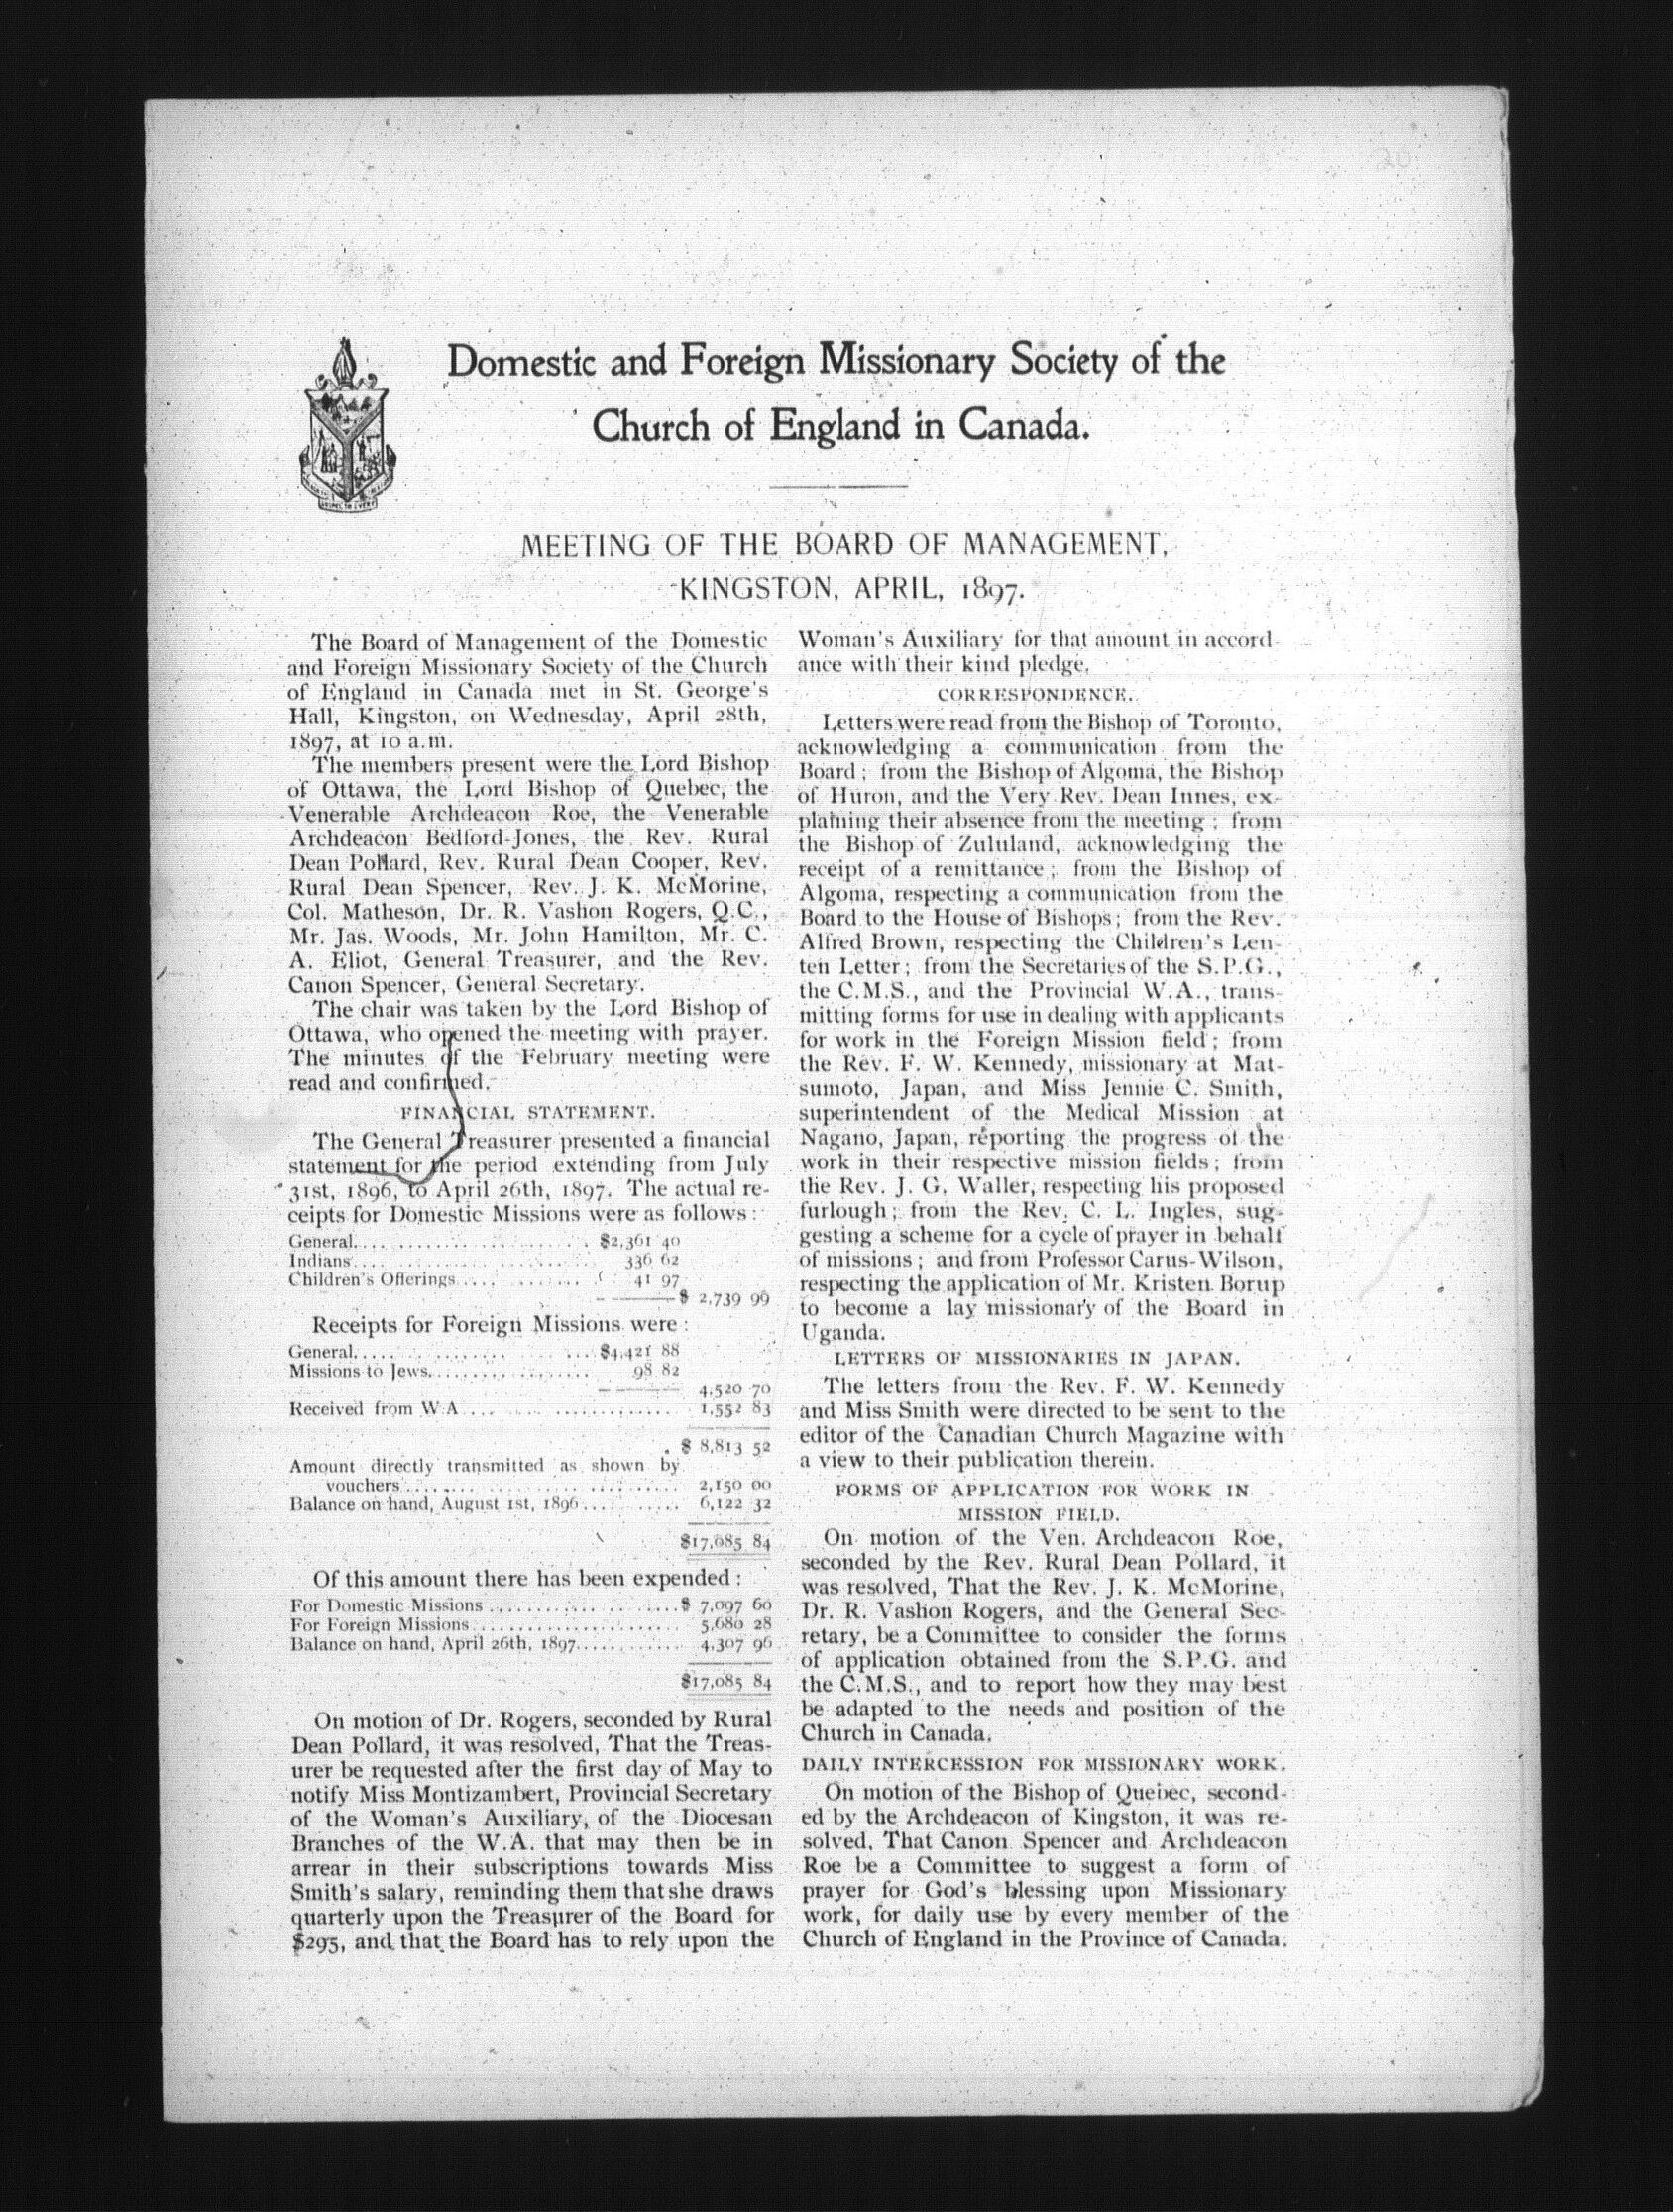 Domestic and Foreign Missionary Society of the
Church of England in Canada.
MEETING OF THE BOARD OF MANAGEMENT,
KINGSTON, APRIL, 1897.
The Board of Management of the Domestic
and Foreign Missionary Society of the Church
of England in Canada met in St. George's
Hall, Kingston, on Wednesday, April 28th,
1897, at 10 a.m.
The members present were the Lord Bishop
of Ottawa, the Lord Bishop of Quebec, the
Venerable Archdeacon Roe, the Venerable
Archdeacon Bedford-Jones, the Rev. Rural
Dean Pollard, Rev. Rural Dean Cooper, Rev.
Rural Dean Spencer, Rev. J. K. McMorine,
Col. Matheson, Dr. R. Vashon Rogers, Q.C.,
Mr. Jas. Woods, Mr. John Hamilton, Mr. C.
A. Eliot, General Treasurer, and the Rev.
Canon Spencer, General Secretary.
The chair was taken by the Lord Bishop of
Ottawa, who opened the meeting with prayer.
The minutes of the February meeting were
read and confirmed.
FINANCIAL STATEMENT.
The General Treasurer presented a financial
statement for the period extending from July
31st, 1896, to April 26th, 1897. The actual re-
ceipts for Domestic Missions were as follows:
General.... $2,361 40
Indians.... 336 62
Children's Offerings.... 41 97
$ 2,739 99
Receipts for Foreign Missions were:
General.... $4,421 88
Missions to Jews.... 98 82
4,520 70
Received from W A.... 1,552 83
$ 8,813 52
Amount directly transmitted as shown by
vouchers.... 2,150 00
Balance on hand, August 1st, 1896.... 6,122 32
$17,085 84
Of this amount there has been expended:
For Domestic Missions.... $ 7,097 60
For Foreign Missions.... 5,680 28
Balance on hand, April 26th, 1897.... 4,307 96
$17,085 84
On motion of Dr. Rogers, seconded by Rural
Dean Pollard, it was resolved, That the Treas-
urer be requested after the first day of May to
notify Miss Montizambert, Provincial Secretary
of the Woman's Auxiliary, of the Diocesan
Branches of the W.A. that may then be in
arrear in their subscriptions towards Miss
Smith's salary, reminding them that she draws
quarterly upon the Treasurer of the Board for
$295, and that the Board has to rely upon the
Woman's Auxiliary for that amount in accord-
ance with their kind pledge.
CORRESPONDENCE.
Letters were read from the Bishop of Toronto,
acknowledging a communication from the
Board; from the Bishop of Algoma, the Bishop
of Huron, and the Very Rev. Dean Innes, ex-
plaining their absence from the meeting; from
the Bishop of Zululand, acknowledging the
receipt of a remittance; from the Bishop of
Algoma, respecting a communication from the
Board to the House of Bishops; from the Rev.
Alfred Brown, respecting the Children's Len-
ten Letter; from the Secretaries of the S.P.G.,
the C.M.S., and the Provincial W.A., trans-
mitting forms for use in dealing with applicants
for work in the Foreign Mission field; from
the Rev. F. W. Kennedy, missionary at Mat-
sumoto, Japan, and Miss Jennie C. Smith,
superintendent of the Medical Mission at
Nagano, Japan, reporting the progress of the
work in their respective mission fields; from
the Rev. J. G. Waller, respecting his proposed
furlough; from the Rev. C. L. Ingles, sug-
gesting a scheme for a cycle of prayer in behalf
of missions; and from Professor Carus-Wilson,
respecting the application of Mr. Kristen Borup
to become a lay missionary of the Board in
Uganda.
LETTERS OF MISSIONARIES IN JAPAN.
The letters from the Rev. F. W. Kennedy
and Miss Smith were directed to be sent to the
editor of the Canadian Church Magazine with
a view to their publication therein.
FORMS OF APPLICATION FOR WORK IN
MISSION FIELD.
On motion of the Ven. Archdeacon Roe,
seconded by the Rev. Rural Dean Pollard, it
was resolved, That the Rev. J. K. McMorine,
Dr. R. Vashon Rogers, and the General Sec-
retary, be a Committee to consider the forms
of application obtained from the S.P.G. and
the C.M.S., and to report how they may best
be adapted to the needs and position of the
Church in Canada.
DAILY INTERCESSION FOR MISSIONARY WORK.
On motion of the Bishop of Quebec, second-
ed by the Archdeacon of Kingston, it was re-
solved, That Canon Spencer and Archdeacon
Roe be a Committee to suggest a form of
prayer for God's blessing upon Missionary
work, for daily use by every member of the
Church of England in the Province of Canada.